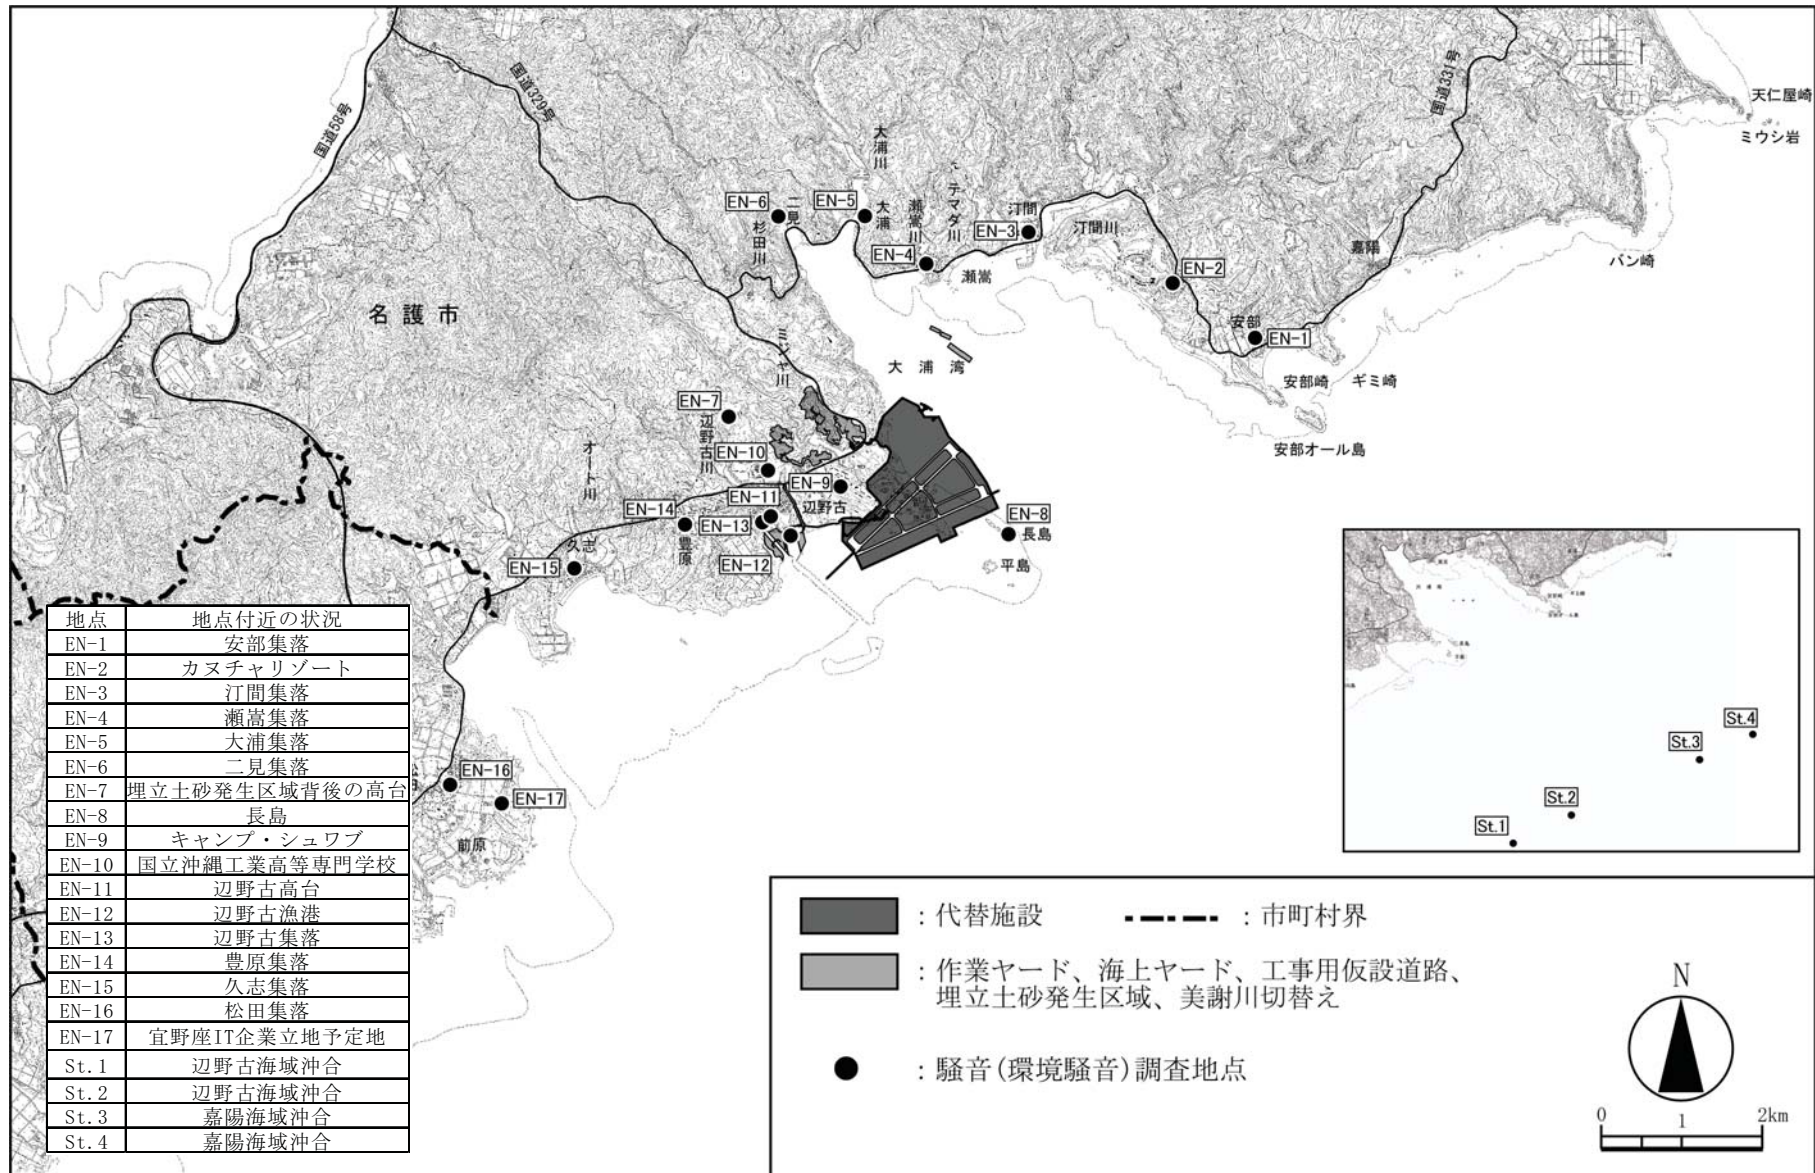 国道58号
国道329号
国道331号
天仁屋崎
ミウシ岩
バン崎
嘉陽
大浦川
テマダ川
瀬嵩川
汀間
汀間川
EN-6
二見
杉田川
EN-5
大浦
EN-4
瀬嵩
EN-3
EN-2
安部
EN-1
安部崎
ギミ崎
安部オール島
名護市
大浦湾
EN-7
辺野古川
オート川
EN-10
EN-9
辺野古
EN-11
EN-14
EN-13
豊原
EN-12
EN-8
長島
平島
久志
EN-15
EN-16
EN-17
前原
St.4
St.3
St.2
St.1
地点 地点付近の状況
EN-1 安部集落
EN-2 カヌチャリゾート
EN-3 汀間集落
EN-4 瀬嵩集落
EN-5 大浦集落
EN-6 二見集落
EN-7 埋立土砂発生区域背後の高台
EN-8 長島
EN-9 キャンプ・シュワブ
EN-10 国立沖縄工業高等専門学校
EN-11 辺野古高台
EN-12 辺野古漁港
EN-13 辺野古集落
EN-14 豊原集落
EN-15 久志集落
EN-16 松田集落
EN-17 宜野座IT企業立地予定地
St.1 辺野古海域沖合
St.2 辺野古海域沖合
St.3 嘉陽海域沖合
St.4 嘉陽海域沖合
：代替施設
：市町村界
：作業ヤード、海上ヤード、工事用仮設道路、
埋立土砂発生区域、美謝川切替え
：騒音(環境騒音)調査地点
N
0 1 2km